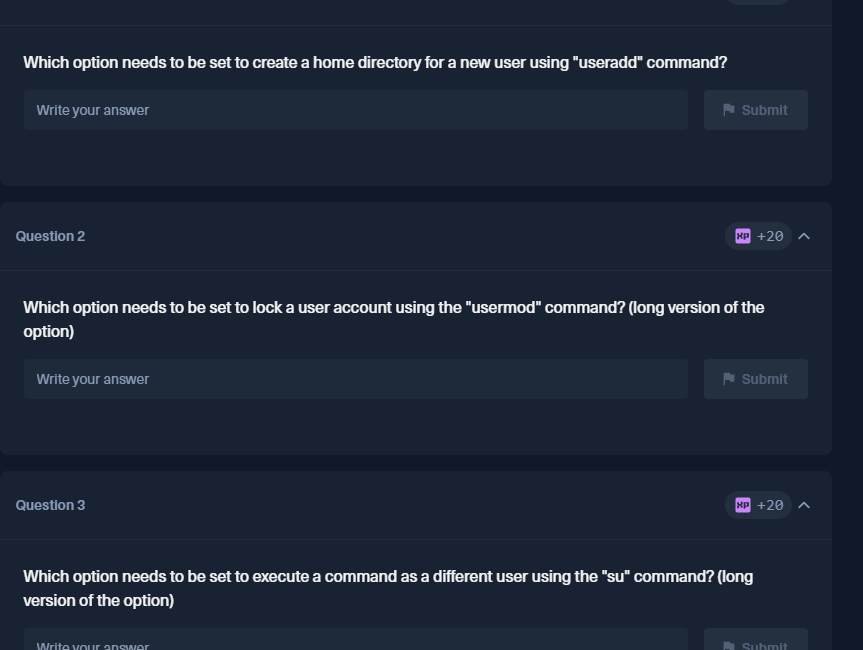 Which option needs to be set to create a home directory for a new user using "useradd" command?
Write your answer
Submit
Question 2
XP +20
Which option needs to be set to lock a user account using the "usermod" command? (long version of the
option)
Write your answer
Submit
Question 3
XP +20
Which option needs to be set to execute a command as a different user using the "su" command? (long
version of the option)
Write your answer
Submit